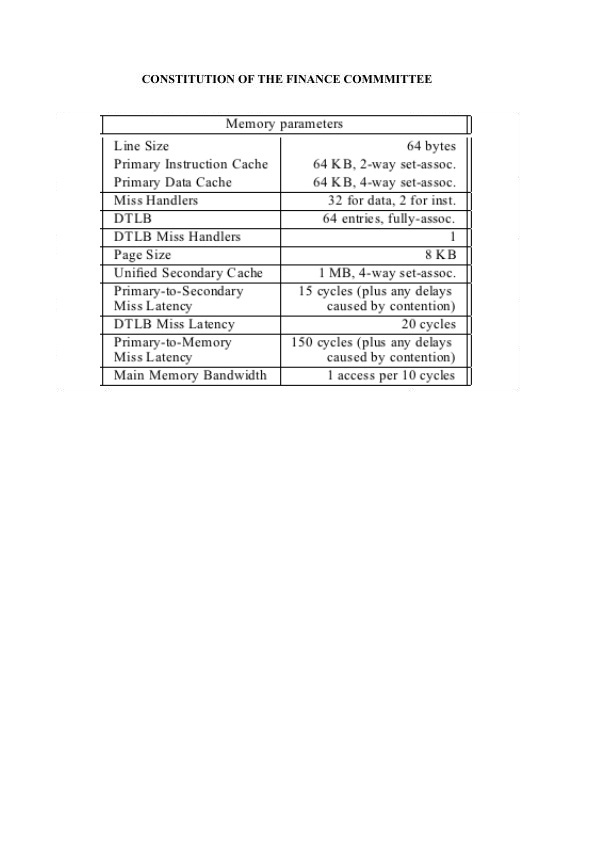 CONSTITUTION OF THE FINANCE COMMMITTEE
Memory parameters
Line Size 64 bytes
Primary Instruction Cache 64 KB, 2-way set-assoc.
Primary Data Cache 64 KB, 4-way set-assoc.
Miss Handlers 32 for data, 2 for inst.
DTLB 64 entries, fully-assoc.
DTLB Miss Handlers 1
Page Size 8 KB
Unified Secondary Cache 1 MB, 4-way set-assoc.
Primary-to-Secondary 15 cycles (plus any delays
Miss Latency caused by contention)
DTLB Miss Latency 20 cycles
Primary-to-Memory 150 cycles (plus any delays
Miss Latency caused by contention)
Main Memory Bandwidth 1 access per 10 cycles